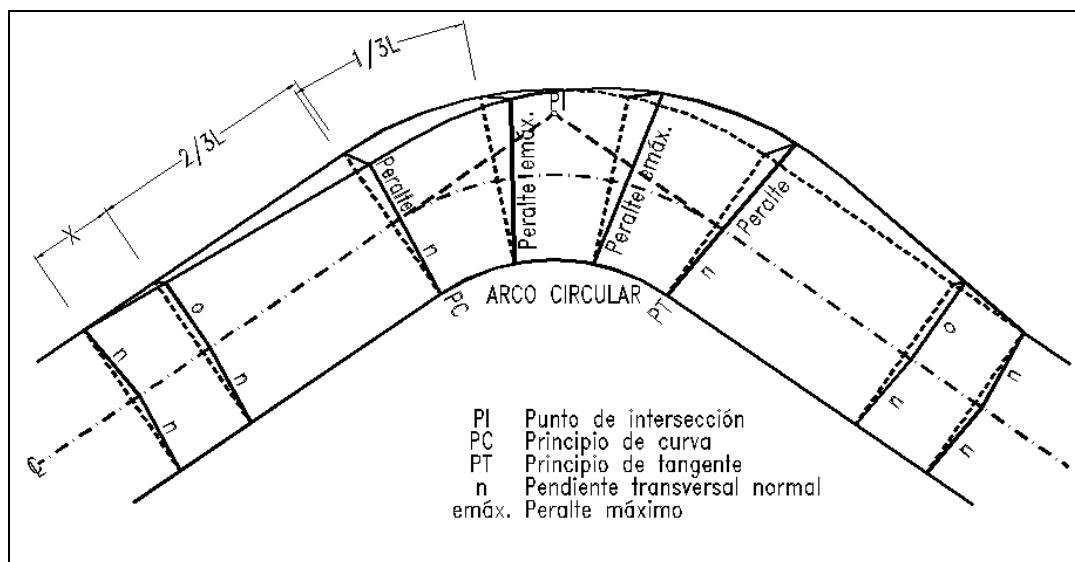 1/3L
2/3L
X
PI
Peralte
Peralte emáx.
Peralte emáx.
Peralte
n
n
o
o
n
n
n
n
n
n
PC
ARCO CIRCULAR
PT
CL
PI Punto de intersección
PC Principio de curva
PT Principio de tangente
n Pendiente transversal normal
emáx. Peralte máximo